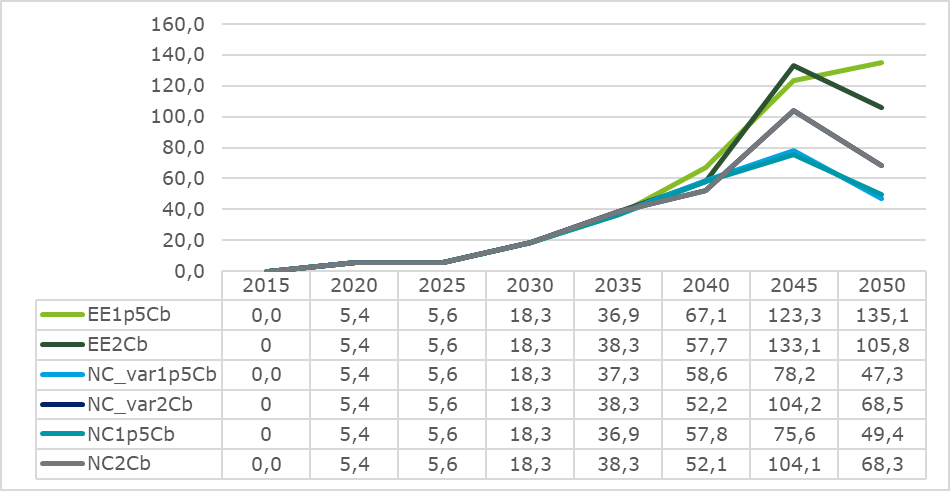 160,0
140,0
120,0
100,0
80,0
60,0
40,0
20,0
0,0
2015 2020 2025 2030 2035 2040 2045 2050
EE1p5Cb 0,0 5,4 5,6 18,3 36,9 67,1 123,3 135,1
EE2Cb 0 5,4 5,6 18,3 38,3 57,7 133,1 105,8
NC_var1p5Cb 0,0 5,4 5,6 18,3 37,3 58,6 78,2 47,3
NC_var2Cb 0 5,4 5,6 18,3 38,3 52,2 104,2 68,5
NC1p5Cb 0 5,4 5,6 18,3 36,9 57,8 75,6 49,4
NC2Cb 0,0 5,4 5,6 18,3 38,3 52,1 104,1 68,3